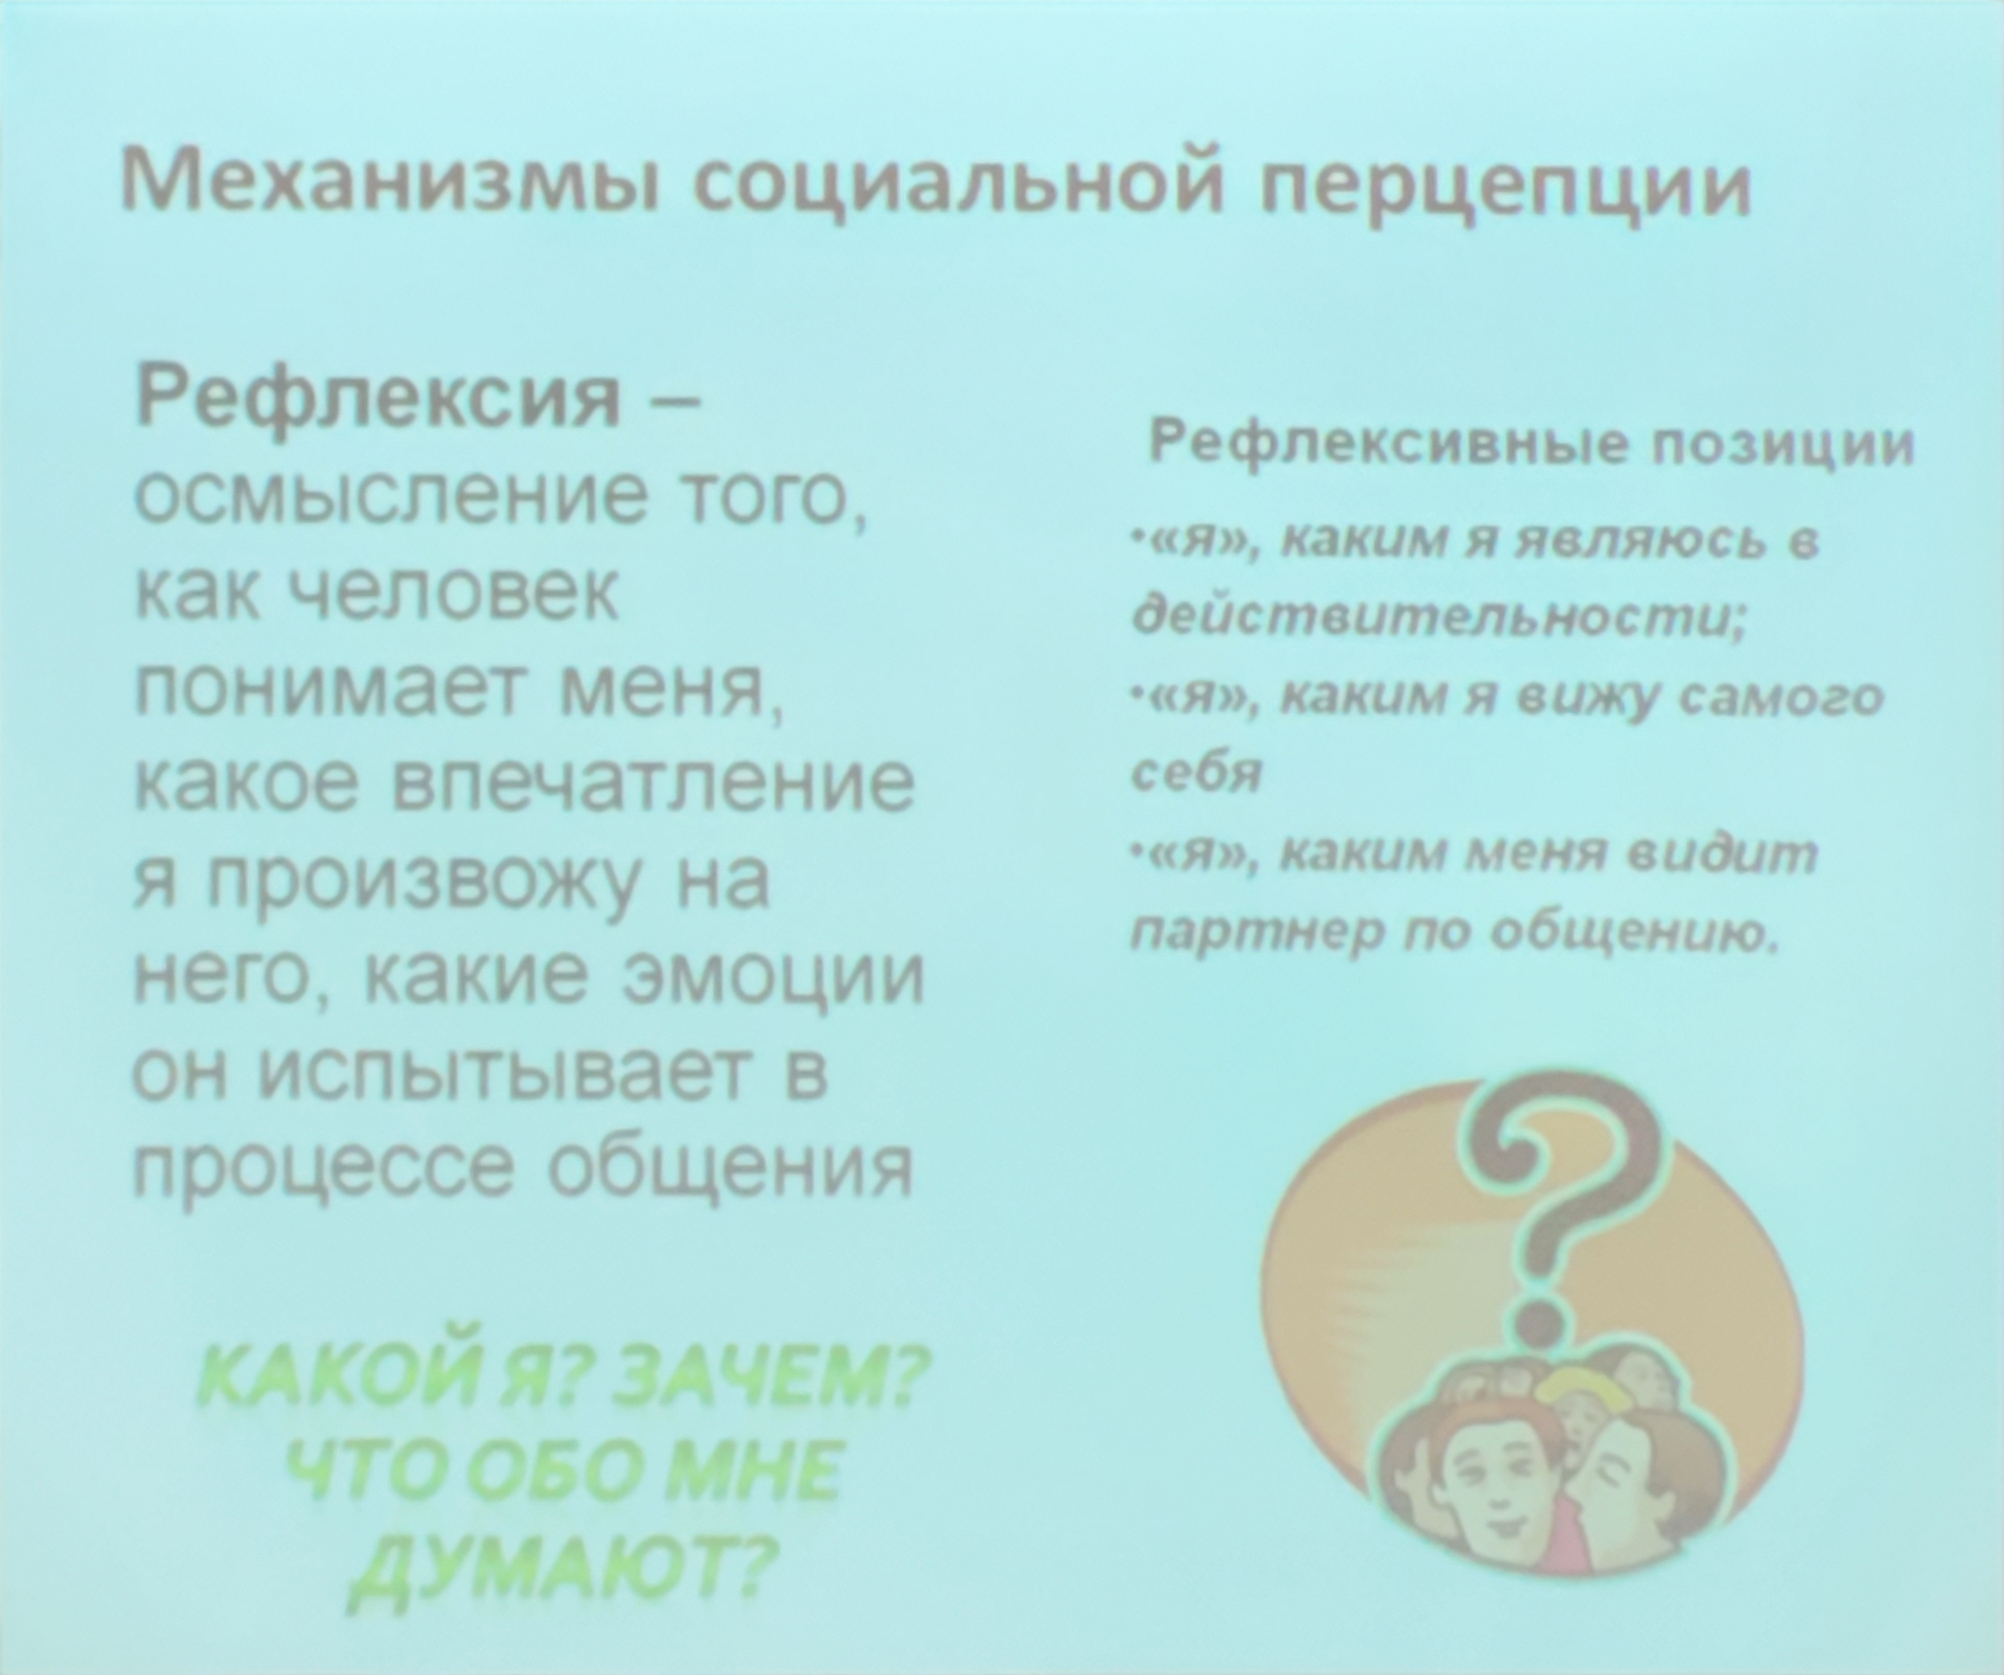 Механизмы социальной перцепции
Рефлексия –
осмысление того,
как человек
понимает меня,
какое впечатление
я произвожу на
него, какие эмоции
он испытывает в
процессе общения
КАКОЙ Я? ЗАЧЕМ?
ЧТО ОБО МНЕ
ДУМАЮТ?
Рефлексивные позиции
•«я», каким я являюсь в
действительности;
•«я», каким я вижу самого
себя
•«я», каким меня видит
партнер по общению.
?